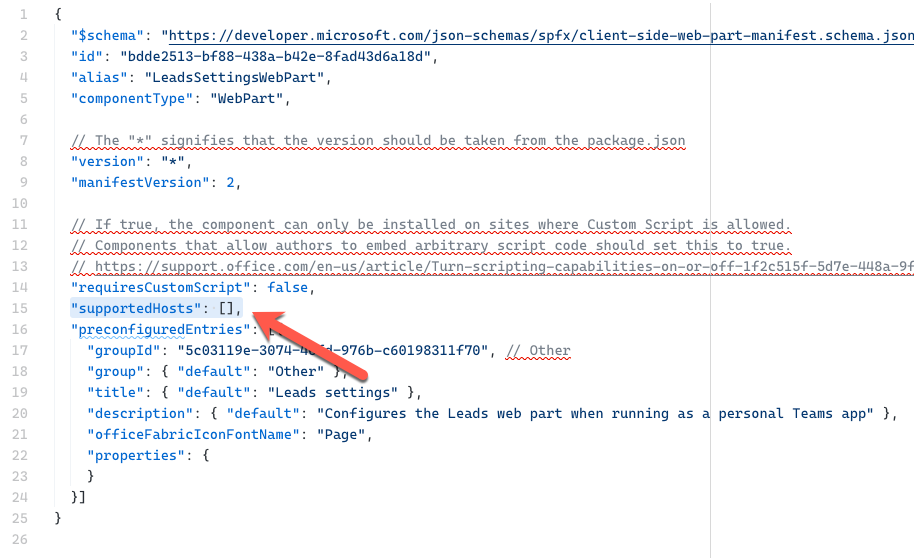 1 {
2 "$schema": "https://developer.microsoft.com/json-schemas/spfx/client-side-web-part-manifest.schema.json
3 "id": "bdde2513-bf88-438a-b42e-8fad43d6a18d",
4 "alias": "LeadsSettingsWebPart",
5 "componentType": "WebPart",
6
7 // The "*" signifies that the version should be taken from the package.json
8 "version": "*",
9 "manifestVersion": 2,
10
11 // If true, the component can only be installed on sites where Custom Script is allowed.
12 // Components that allow authors to embed arbitrary script code should set this to true.
13 // https://support.office.com/en-us/article/Turn-scripting-capabilities-on-or-off-1f2c515f-5d7e-448a-9f
14 "requiresCustomScript": false,
15 "supportedHosts": [],
16 "preconfiguredEntries":
17 "groupId": "5c03119e-3074- -976b-c60198311f70", // Other
18 "group": { "default": "Other" },
19 "title": { "default": "Leads settings" },
20 "description": { "default": "Configures the Leads web part when running as a personal Teams app" },
21 "officeFabricIconFontName": "Page",
22 "properties": {
23 }
24 }]
25 }
26